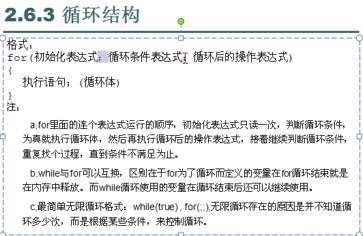 2.6.3 循环结构
格式:
for(初始化表达式; 循环条件表达式; 循环后的操作表达式)
{
执行语句; (循环体)
}
注:
a,for里面的连个表达式运行的顺序,初始化表达式只读一次,判断循环条件,
为真就执行循环体,然后再执行循环后的操作表达式,接着继续判断循环条件,
重复找个过程,直到条件不满足为止。
b,while与for可以互换,区别在于for为了循环而定义的变量在for循环结束就是
在内存中释放。而while循环使用的变量在循环结束后还可以继续使用。
c,最简单无限循环格式: while(true) , for(;;),无限循环存在的原因是并不知道循
环多少次,而是根据某些条件,来控制循环。